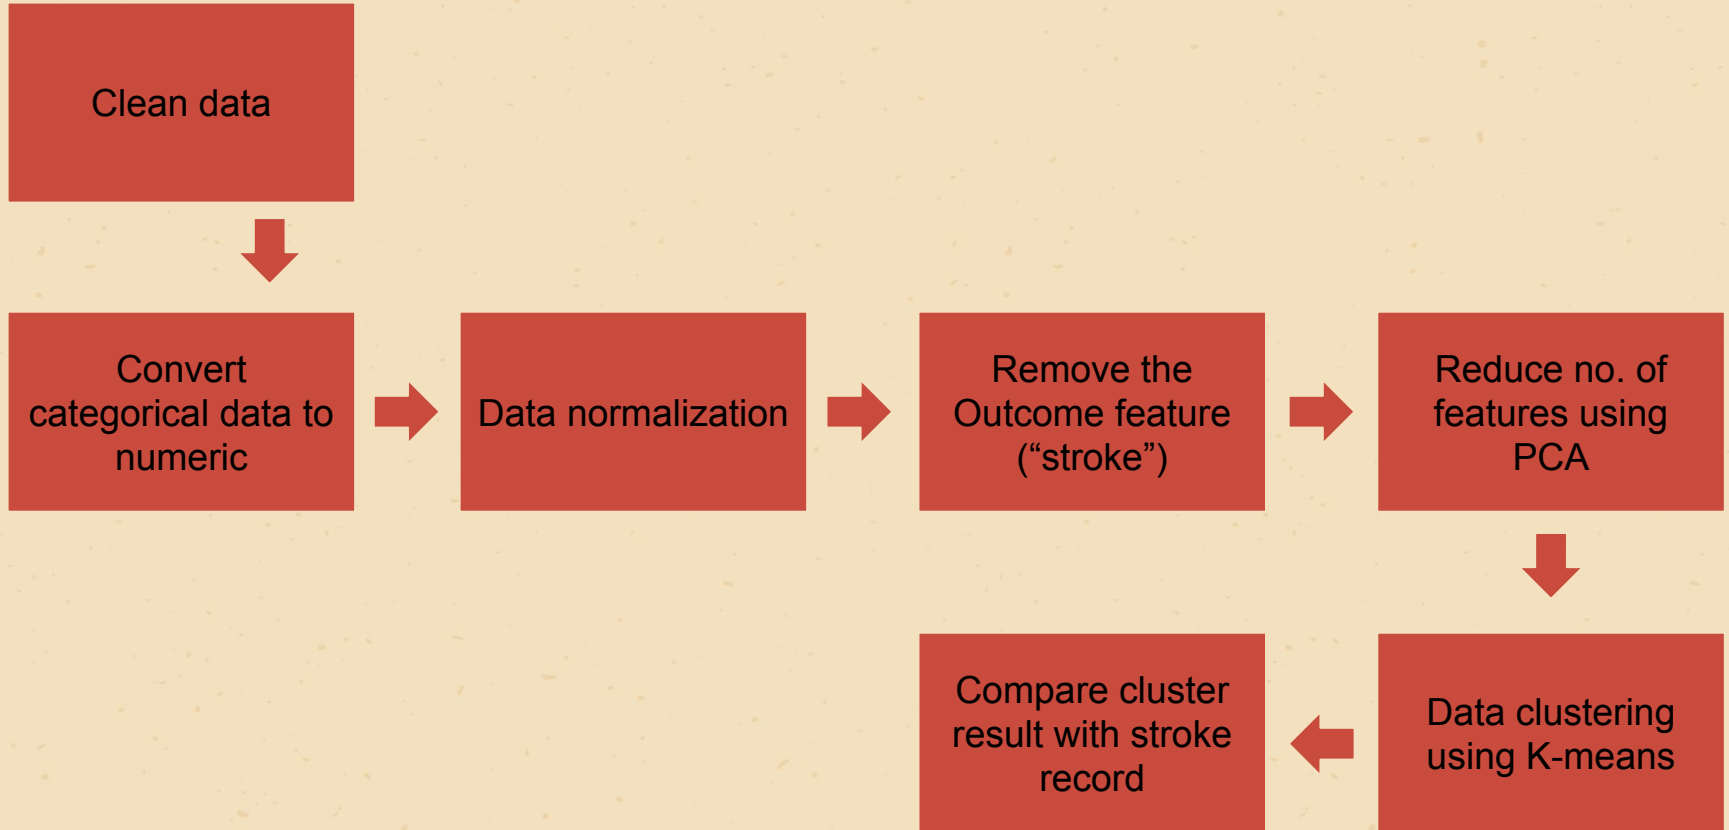 Clean data
Convert
categorical data to
numeric
Data normalization
Remove the
Outcome feature
(“stroke”)
Reduce no. of
features using
PCA
Data clustering
using K-means
Compare cluster
result with stroke
record